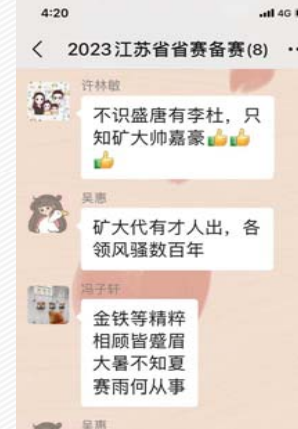 4:20
4G
2023江苏省省赛备赛(8)
许林敏
不识盛唐有李杜，只
知矿大帅嘉豪👍👍
👍
吴惠
矿大代有才人出，各
领风骚数百年
冯子轩
金铁等精粹
相顾皆蹙眉
大暑不知夏
赛雨何从事
吴惠